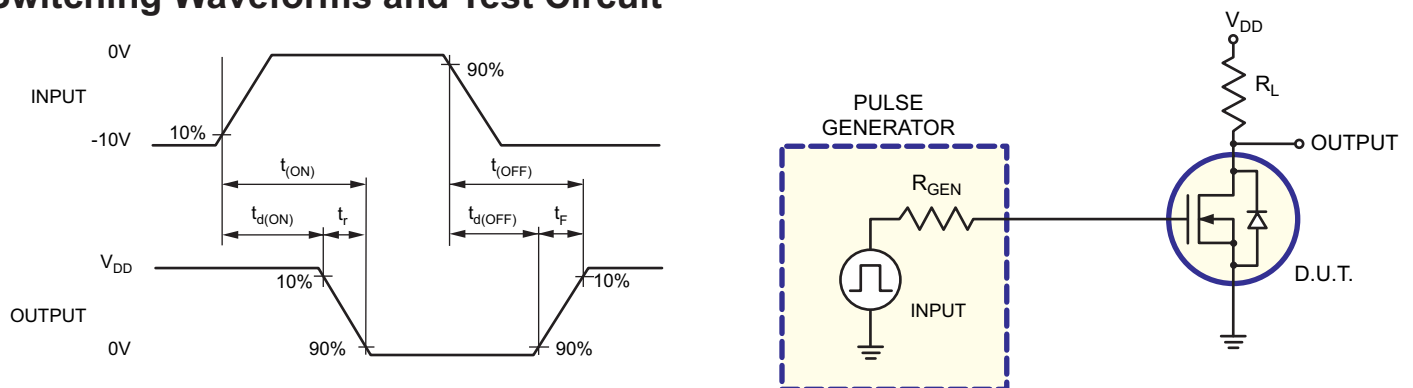 Switching Waveforms and Test Circuit
0V
INPUT
-10V
10%
90%
t(ON)
t(OFF)
td(ON)
tr
td(OFF)
tF
VDD
OUTPUT
0V
10%
90%
10%
90%
VDD
RL
OUTPUT
PULSE
GENERATOR
RGEN
INPUT
D.U.T.